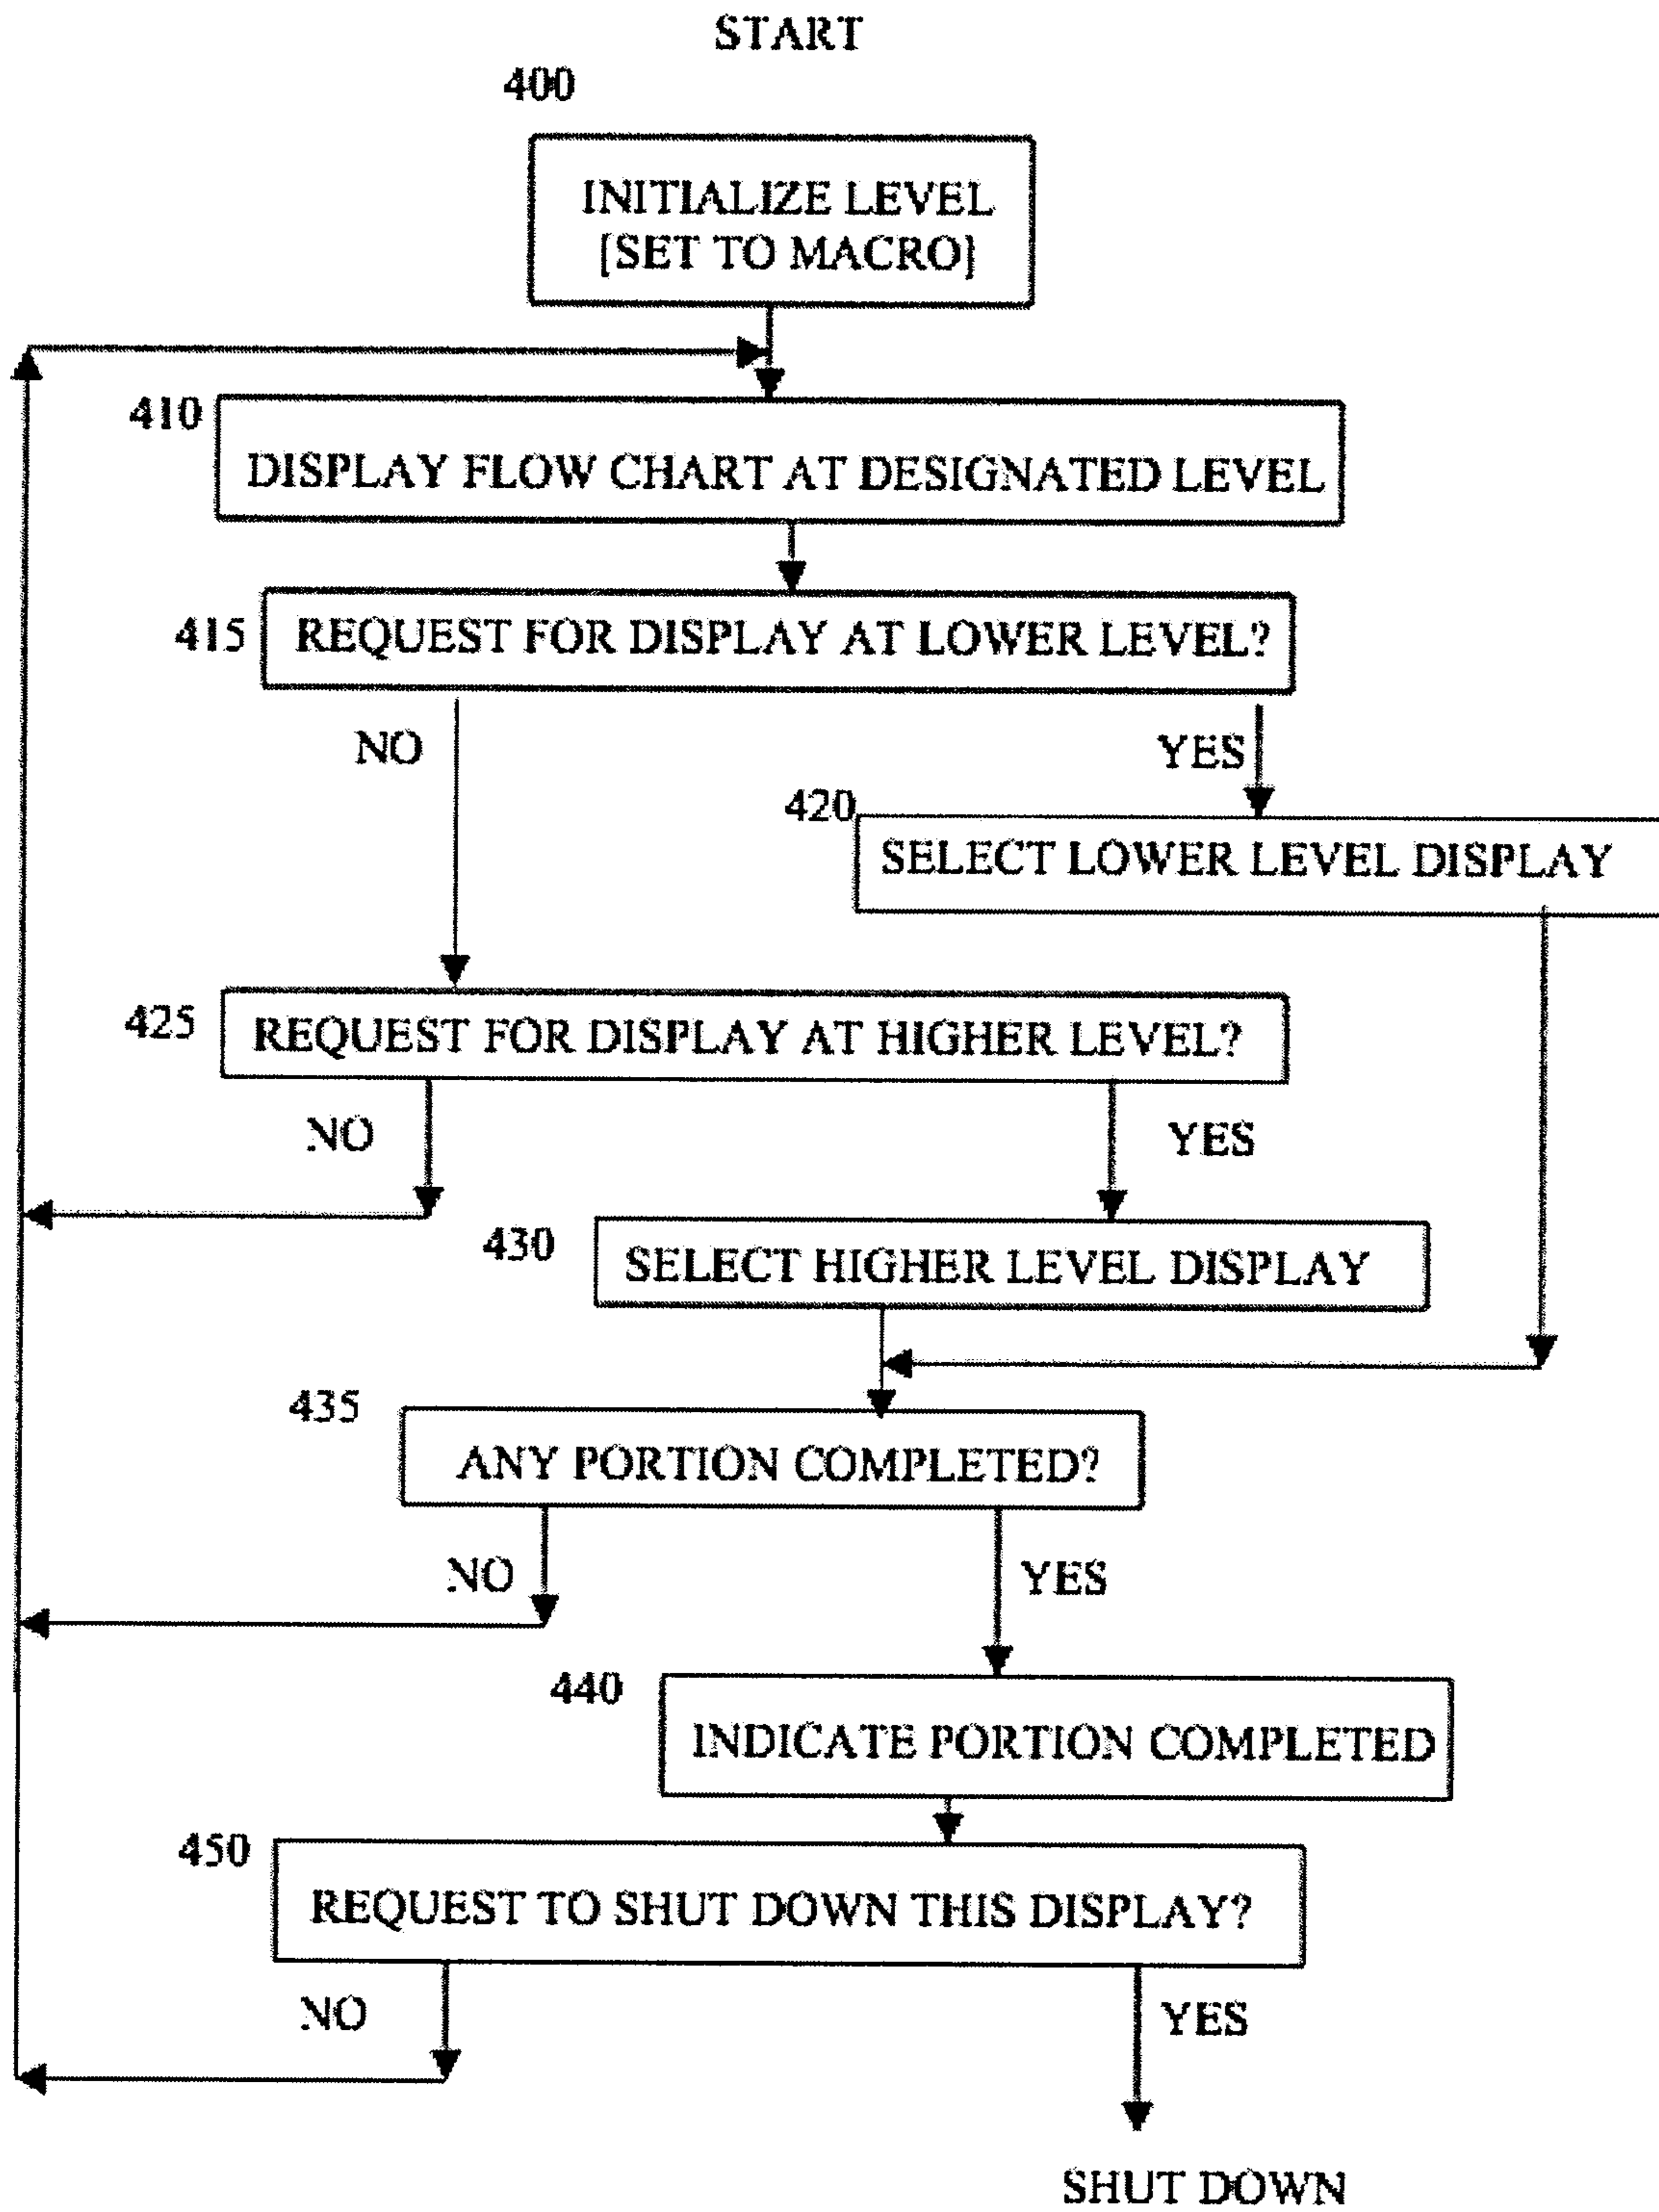 START
400
INITIALIZE LEVEL
[SET TO MACRO]
410
DISPLAY FLOW CHART AT DESIGNATED LEVEL
415
REQUEST FOR DISPLAY AT LOWER LEVEL?
NO
YES
420
SELECT LOWER LEVEL DISPLAY
425
REQUEST FOR DISPLAY AT HIGHER LEVEL?
NO
YES
430
SELECT HIGHER LEVEL DISPLAY
435
ANY PORTION COMPLETED?
NO
YES
440
INDICATE PORTION COMPLETED
450
REQUEST TO SHUT DOWN THIS DISPLAY?
NO
YES
SHUT DOWN